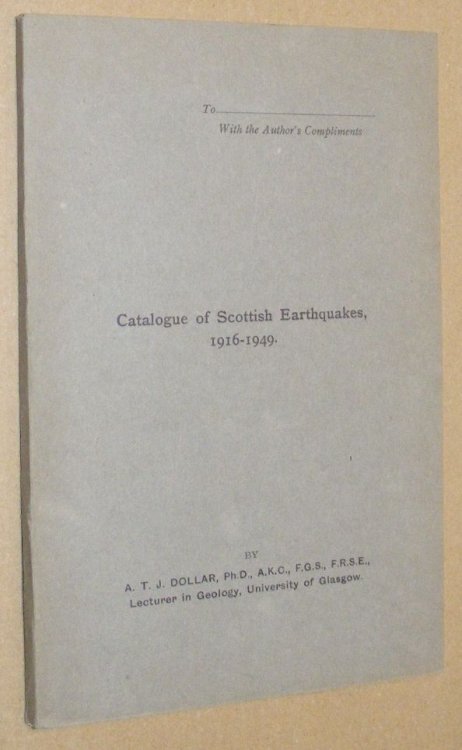 To
With the Author's Compliments
Catalogue of Scottish Earthquakes,
1916-1949.
BY
A. T. J. DOLLAR, Ph.D., A.K.C., F.G.S., F.R.S.E.,
Lecturer in Geology, University of Glasgow.